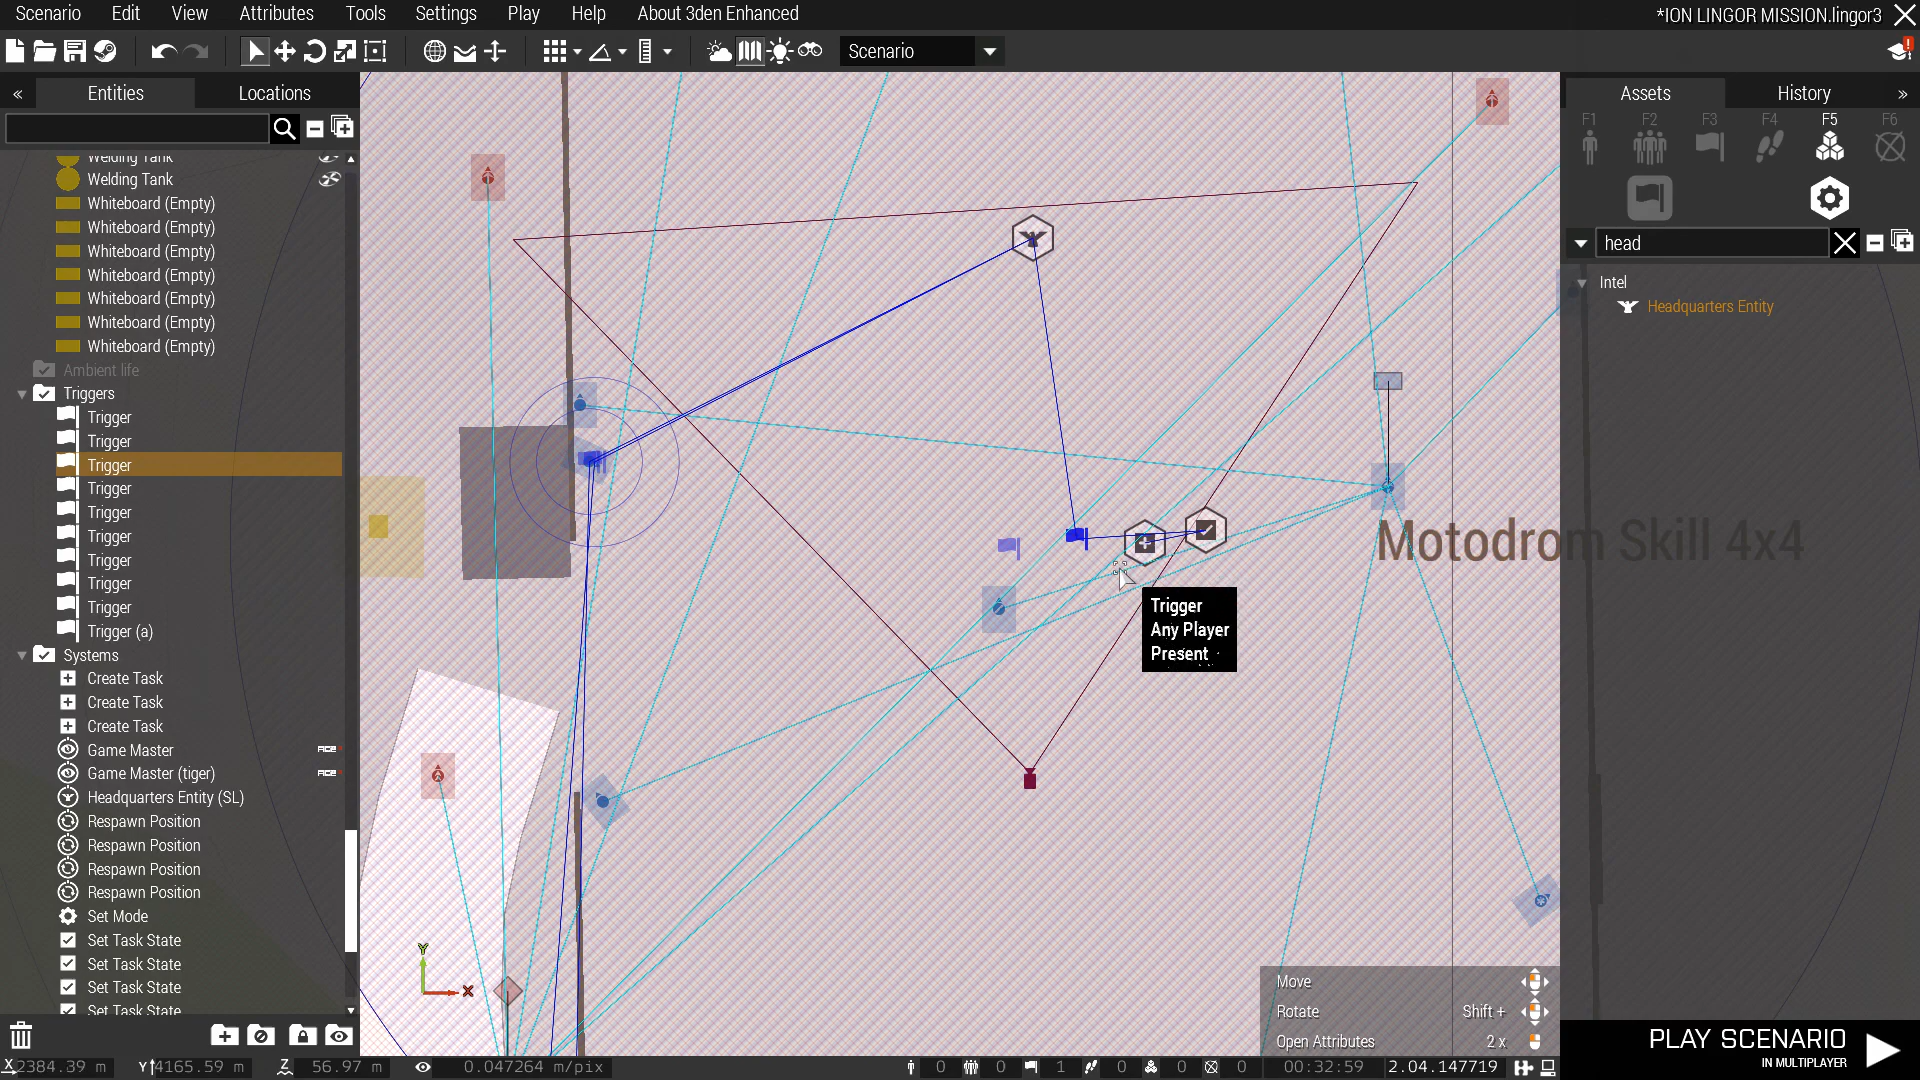 Scenario Edit View Attributes Tools Settings Play Help About 3den Enhanced
*ION LINGOR MISSION.lingor3
Scenario
Entities Locations
Welding Tank
Welding Tank
Whiteboard (Empty)
Whiteboard (Empty)
Whiteboard (Empty)
Whiteboard (Empty)
Whiteboard (Empty)
Whiteboard (Empty)
Whiteboard (Empty)
Ambient life
Triggers
Trigger
Trigger
Trigger
Trigger
Trigger
Trigger
Trigger
Trigger
Trigger
Trigger (a)
Systems
Create Task
Create Task
Create Task
Game Master
Game Master (tiger)
Headquarters Entity (SL)
Respawn Position
Respawn Position
Respawn Position
Respawn Position
Set Mode
Set Task State
Set Task State
Set Task State
Set Task State
Motodrom Skill 4x4
Trigger
Any Player
Present
Y
X
Move
Rotate Shift +
Open Attributes 2 x
Assets History
F1 F2 F3 F4 F5 F6
head
Intel
Headquarters Entity
PLAY SCENARIO
IN MULTIPLAYER
X 2384.39 m Y 4165.59 m Z 56.97 m 0.047264 m/pix 0 0 1 0 0 0 00:32:59 2.04.147719